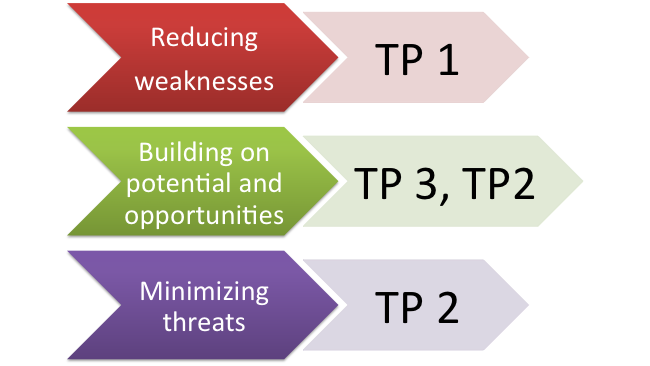 Reducing
weaknesses
TP 1
Building on
potential and
opportunities
TP 3, TP2
Minimizing
threats
TP 2